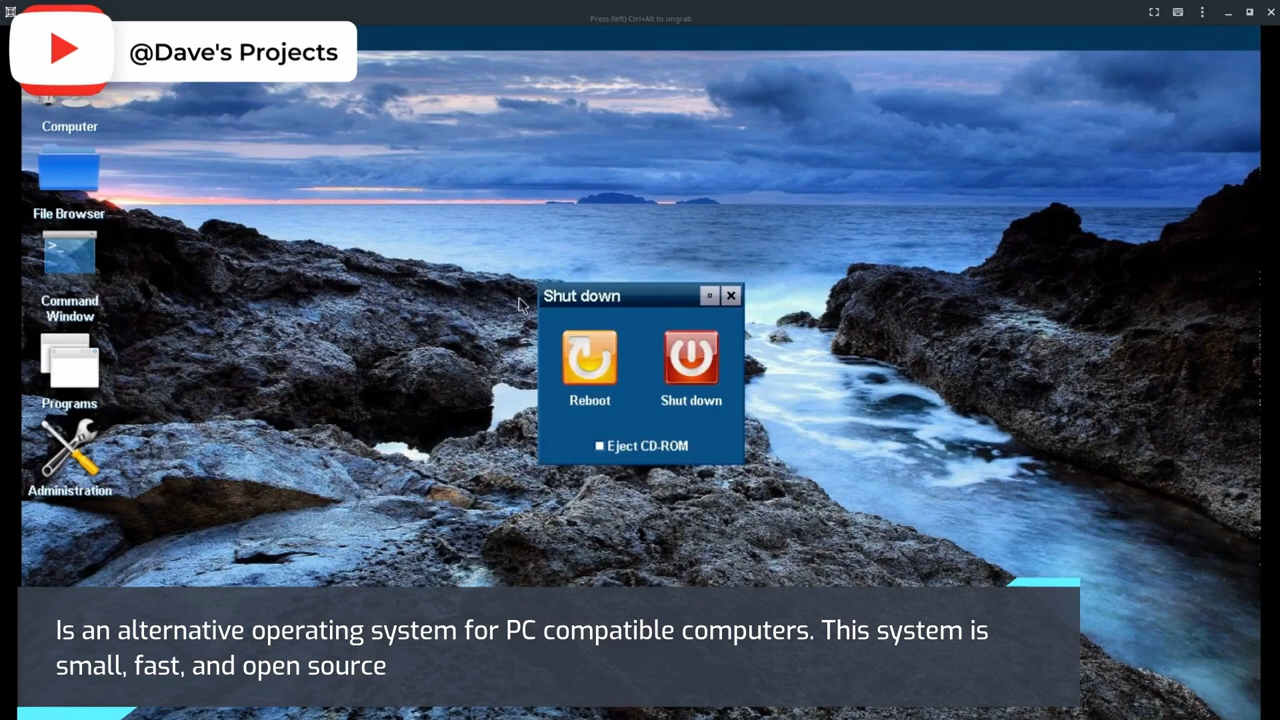 Press (left) Ctrl+Alt to ungrab
@Dave's Projects
Computer
File Browser
Command
Window
Programs
Administration
Shut down
Reboot
Shut down
Eject CD-ROM
Is an alternative operating system for PC compatible computers. This system is
small, fast, and open source